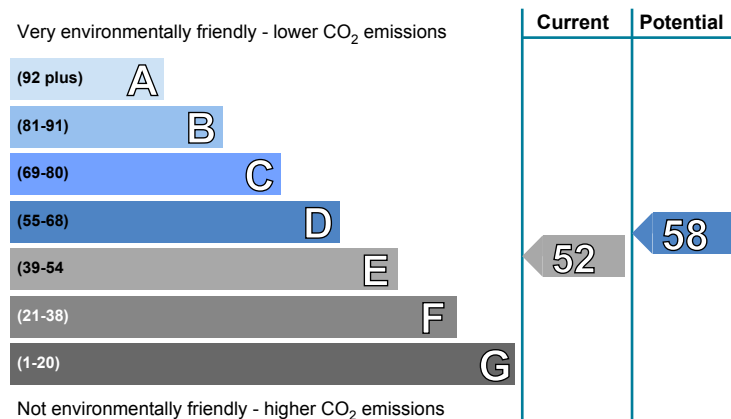 Very environmentally friendly - lower CO2 emissions
Current
Potential
(92 plus) A
(81-91) B
(69-80) C
(55-68) D
(39-54 E
(21-38) F
(1-20) G
52
58
Not environmentally friendly - higher CO2 emissions